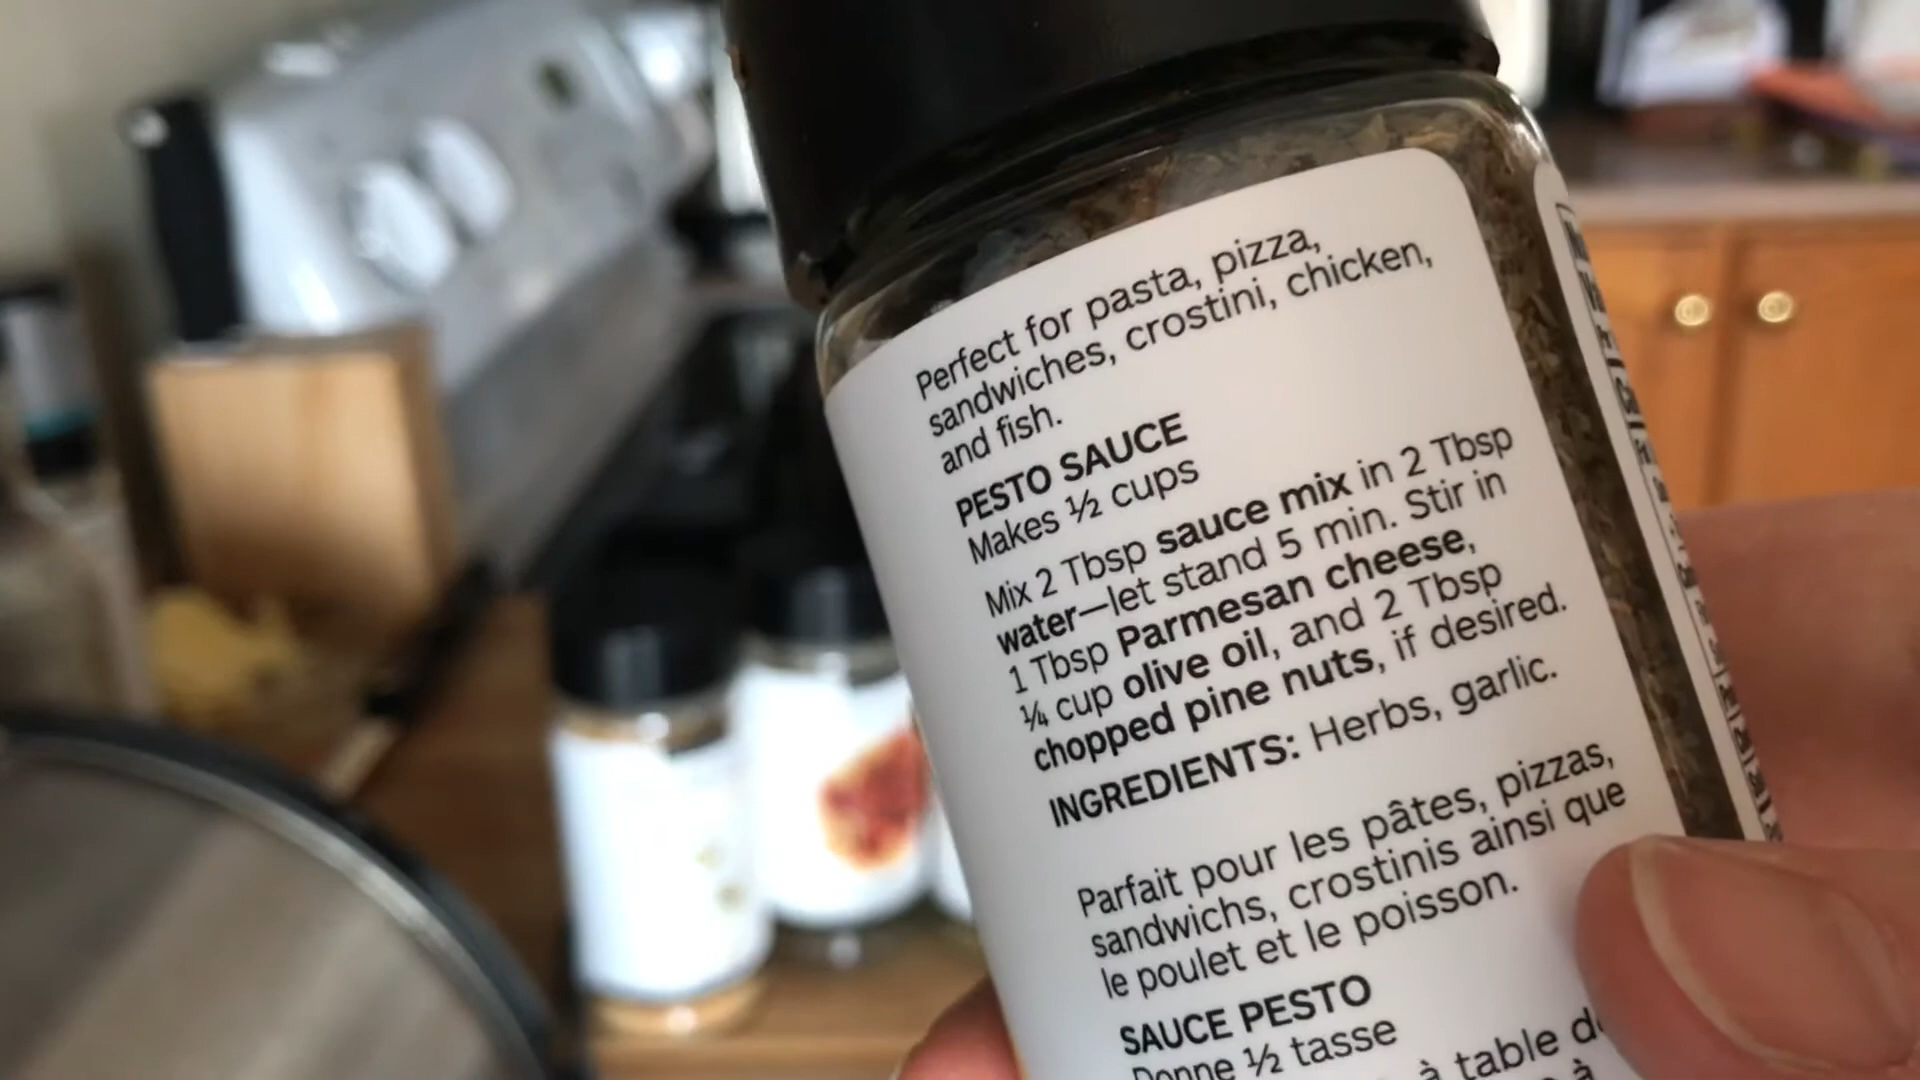 Perfect for pasta, pizza,
sandwiches, crostini, chicken,
and fish.
PESTO SAUCE
Makes ½ cups
Mix 2 Tbsp sauce mix in 2 Tbsp
water—let stand 5 min. Stir in
1 Tbsp Parmesan cheese,
¼ cup olive oil, and 2 Tbsp
chopped pine nuts, if desired.
INGREDIENTS: Herbs, garlic.
Parfait pour les pâtes, pizzas,
sandwichs, crostinis ainsi que
le poulet et le poisson.
SAUCE PESTO
Donne ½ tasse
à table
à